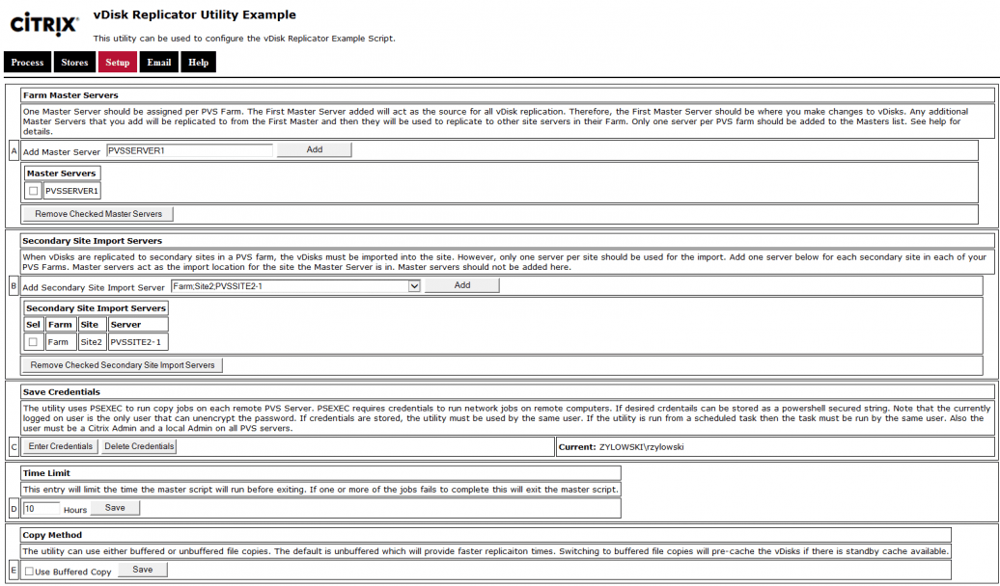 CİTRIX
vDisk Replicator Utility Example
This utility can be used to configure the vDisk Replicator Example Script.
Process Stores Setup Email Help
Farm Master Servers
One Master Server should be assigned per PVS Farm. The First Master Server added will act as the source for all vDisk replication. Therefore, the First Master Server should be where you make changes to vDisks. Any additional
Master Servers that you add will be replicated to from the First Master and then they will be used to replicate to other site servers in their Farm. Only one server per PVS farm should be added to the Masters list. See help for
details.
A Add Master Server PVSSERVER1 Add
Master Servers
PVSSERVER1
Remove Checked Master Servers
Secondary Site Import Servers
When vDisks are replicated to secondary sites in a PVS farm, the vDisks must be imported into the site. However, only one server per site should be used for the import. Add one server below for each secondary site in each of your
PVS Farms. Master servers act as the import location for the site the Master Server is in. Master servers should not be added here.
B Add Secondary Site Import Server Farm;Site2;PVSSITE2-1 Add
Secondary Site Import Servers
Sel Farm Site Server
Farm Site2 PVSSITE2-1
Remove Checked Secondary Site Import Servers
Save Credentials
The utility uses PSEXEC to run copy jobs on each remote PVS Server. PSEXEC requires credentials to run network jobs on remote computers. If desired crdentails can be stored as a powershell secured string. Note that the currently
logged on user is the only user that can unencrypt the password. If credentials are stored, the utility must be used by the same user. If the utility is run from a scheduled task then the task must be run by the same user. Also the
user must be a Citrix Admin and a local Admin on all PVS servers.
C Enter Credentials Delete Credentials Current: ZYLOWSKI\rzylowski
Time Limit
This entry will limit the time the master script will run before exiting. If one or more of the jobs fails to complete this will exit the master script.
D 10 Hours Save
Copy Method
The utility can use either buffered or unbuffered file copies. The default is unbuffered which will provide faster replicaiton times. Switching to buffered file copies will pre-cache the vDisks if there is standby cache available.
E Use Buffered Copy Save